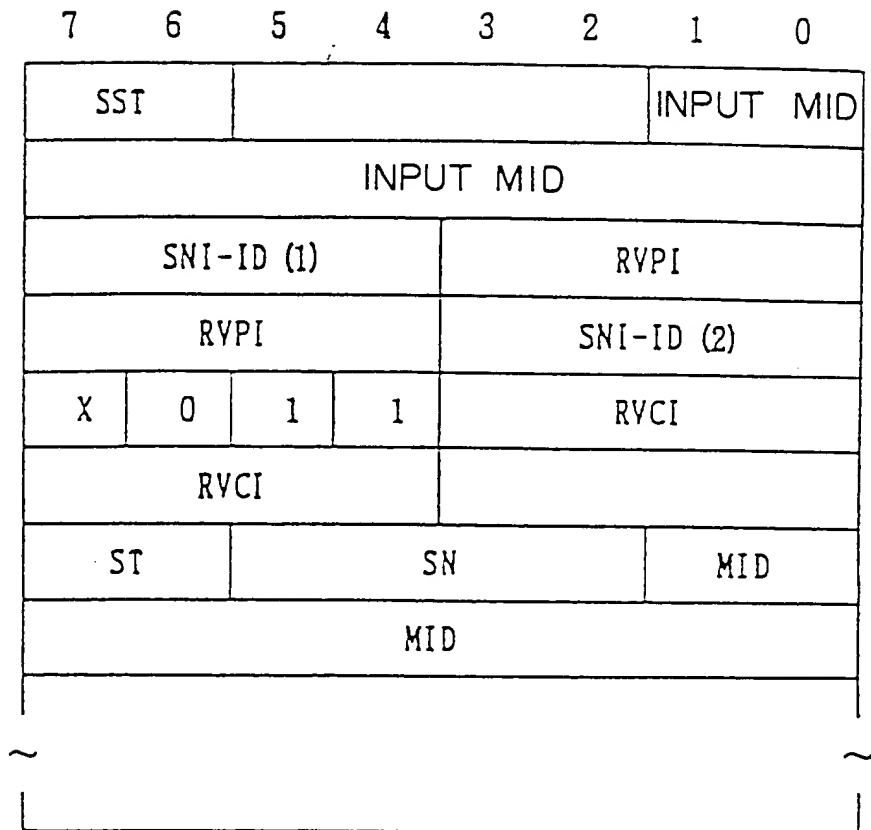 7 6 5 4 3 2 1 0
SST INPUT MID
INPUT MID
SNI-ID (1) RVPI
RVPI SNI-ID (2)
X 0 1 1 RVCI
RVCI
ST SN MID
MID
~ ~